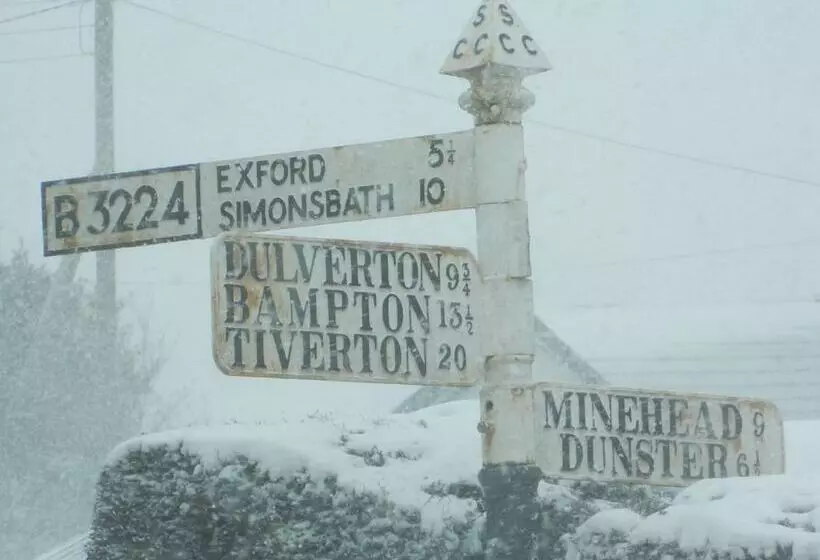 S S
C C C C
B3224
EXFORD 5¼
SIMONSBATH 10
DULVERTON 9¾
BAMPTON 13½
TIVERTON 20
MINEHEAD 9
DUNSTER 6½